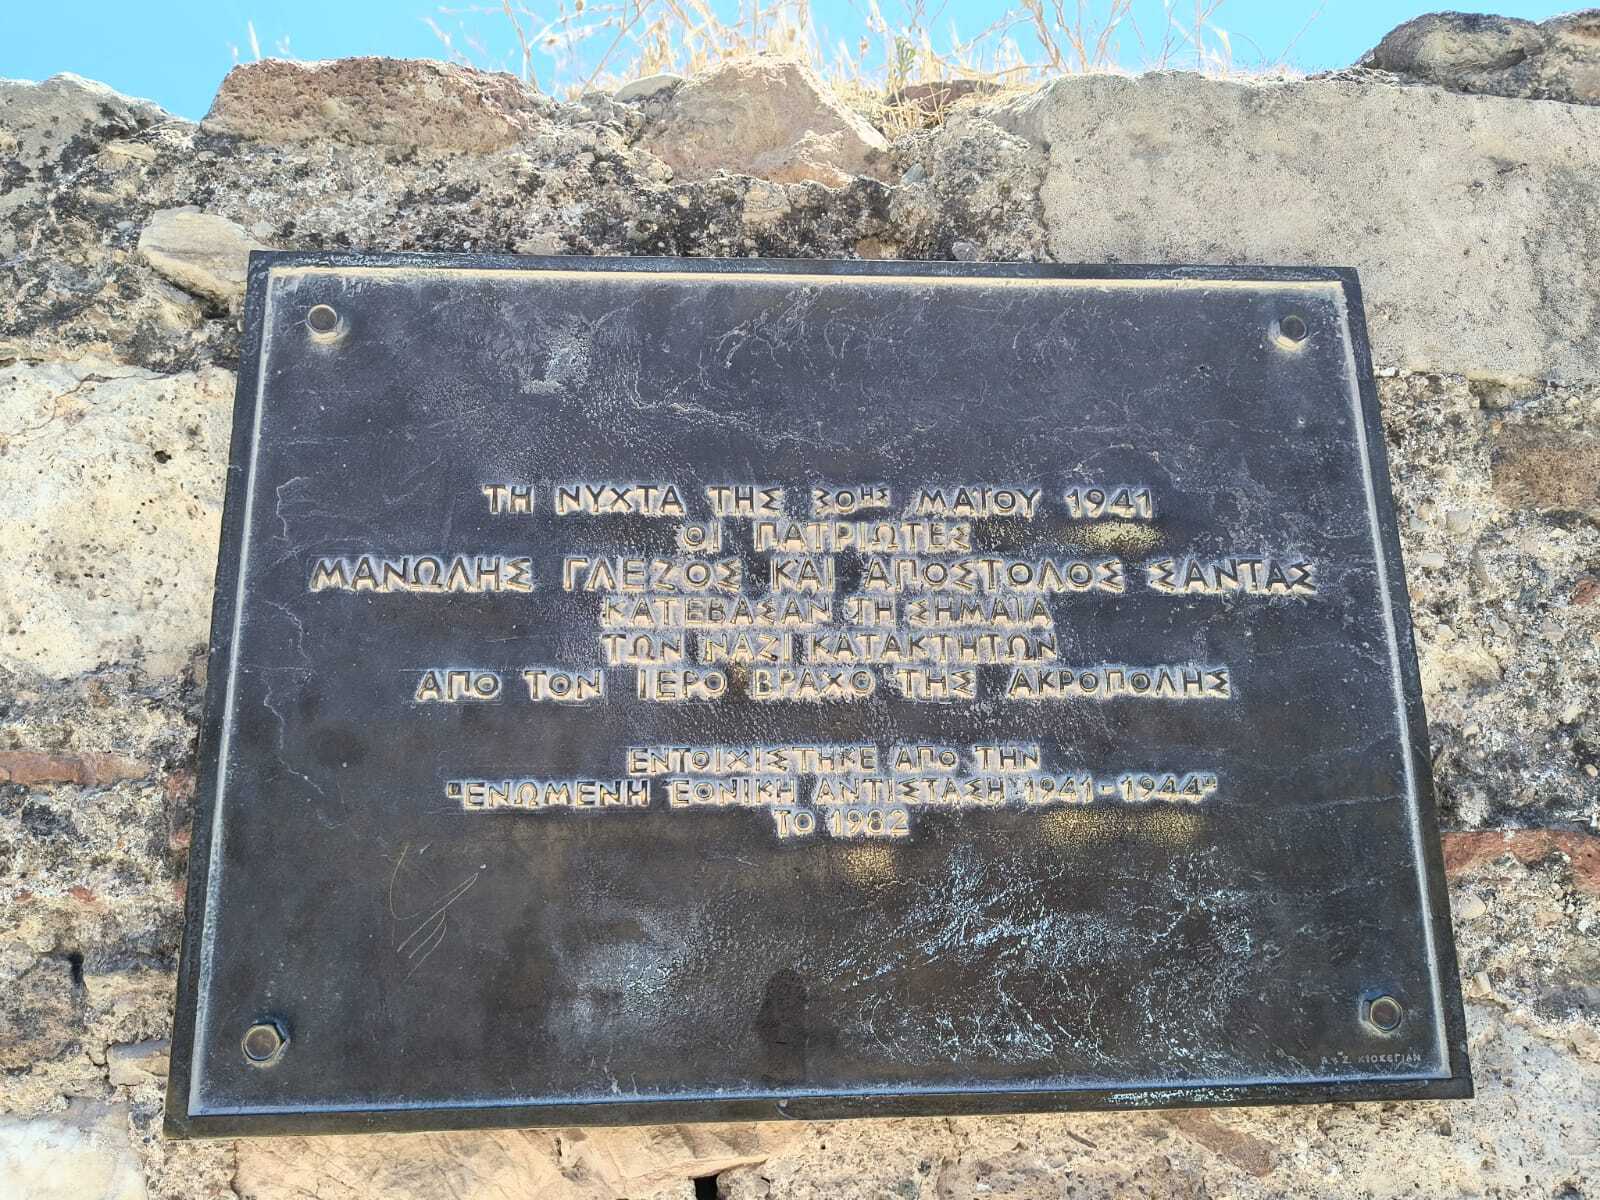 ΤΗ ΝΥΧΤΑ ΤΗΣ 30ης ΜΑΪΟΥ 1941
ΟΙ ΠΑΤΡΙΩΤΕΣ
ΜΑΝΩΛΗΣ ΓΛΕΖΟΣ ΚΑΙ ΑΠΟΣΤΟΛΟΣ ΣΑΝΤΑΣ
ΚΑΤΕΒΑΣΑΝ ΤΗ ΣΗΜΑΙΑ
ΤΩΝ ΝΑΖΙ ΚΑΤΑΚΤΗΤΩΝ
ΑΠΟ ΤΟΝ ΙΕΡΟ ΒΡΑΧΟ ΤΗΣ ΑΚΡΟΠΟΛΗΣ
ΕΝΤΟΙΧΙΣΤΗΚΕ ΑΠΟ ΤΗΝ
"ΕΝΩΜΕΝΗ ΕΘΝΙΚΗ ΑΝΤΙΣΤΑΣΗ 1941-1944"
ΤΟ 1982
ΚΙΟΚΕΓΙΑΝ